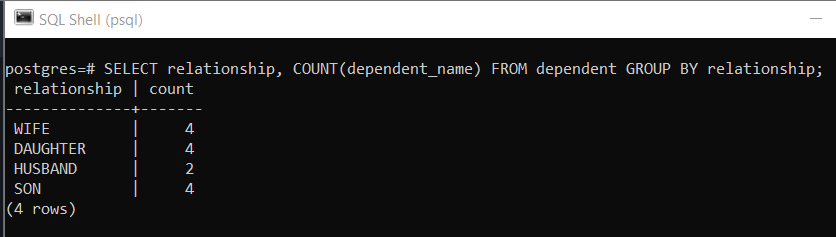 SQL Shell (psql)
postgres=# SELECT relationship, COUNT(dependent_name) FROM dependent GROUP BY relationship;
 relationship | count
--------------+-------
 WIFE         |     4
 DAUGHTER     |     4
 HUSBAND      |     2
 SON          |     4
(4 rows)